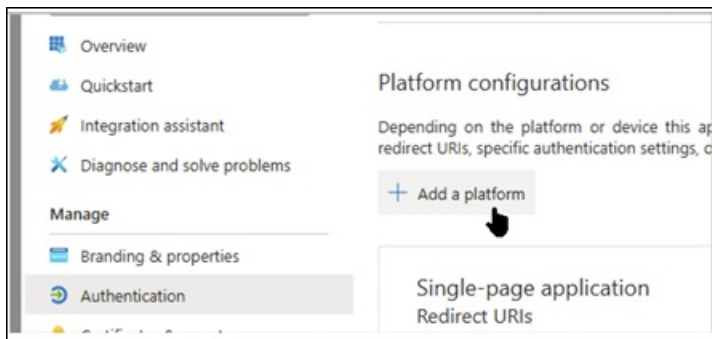 Overview
Quickstart
Integration assistant
Diagnose and solve problems
Manage
Branding & properties
Authentication
Platform configurations
Depending on the platform or device this ap
redirect URIs, specific authentication settings,
Add a platform
Single-page application
Redirect URIs